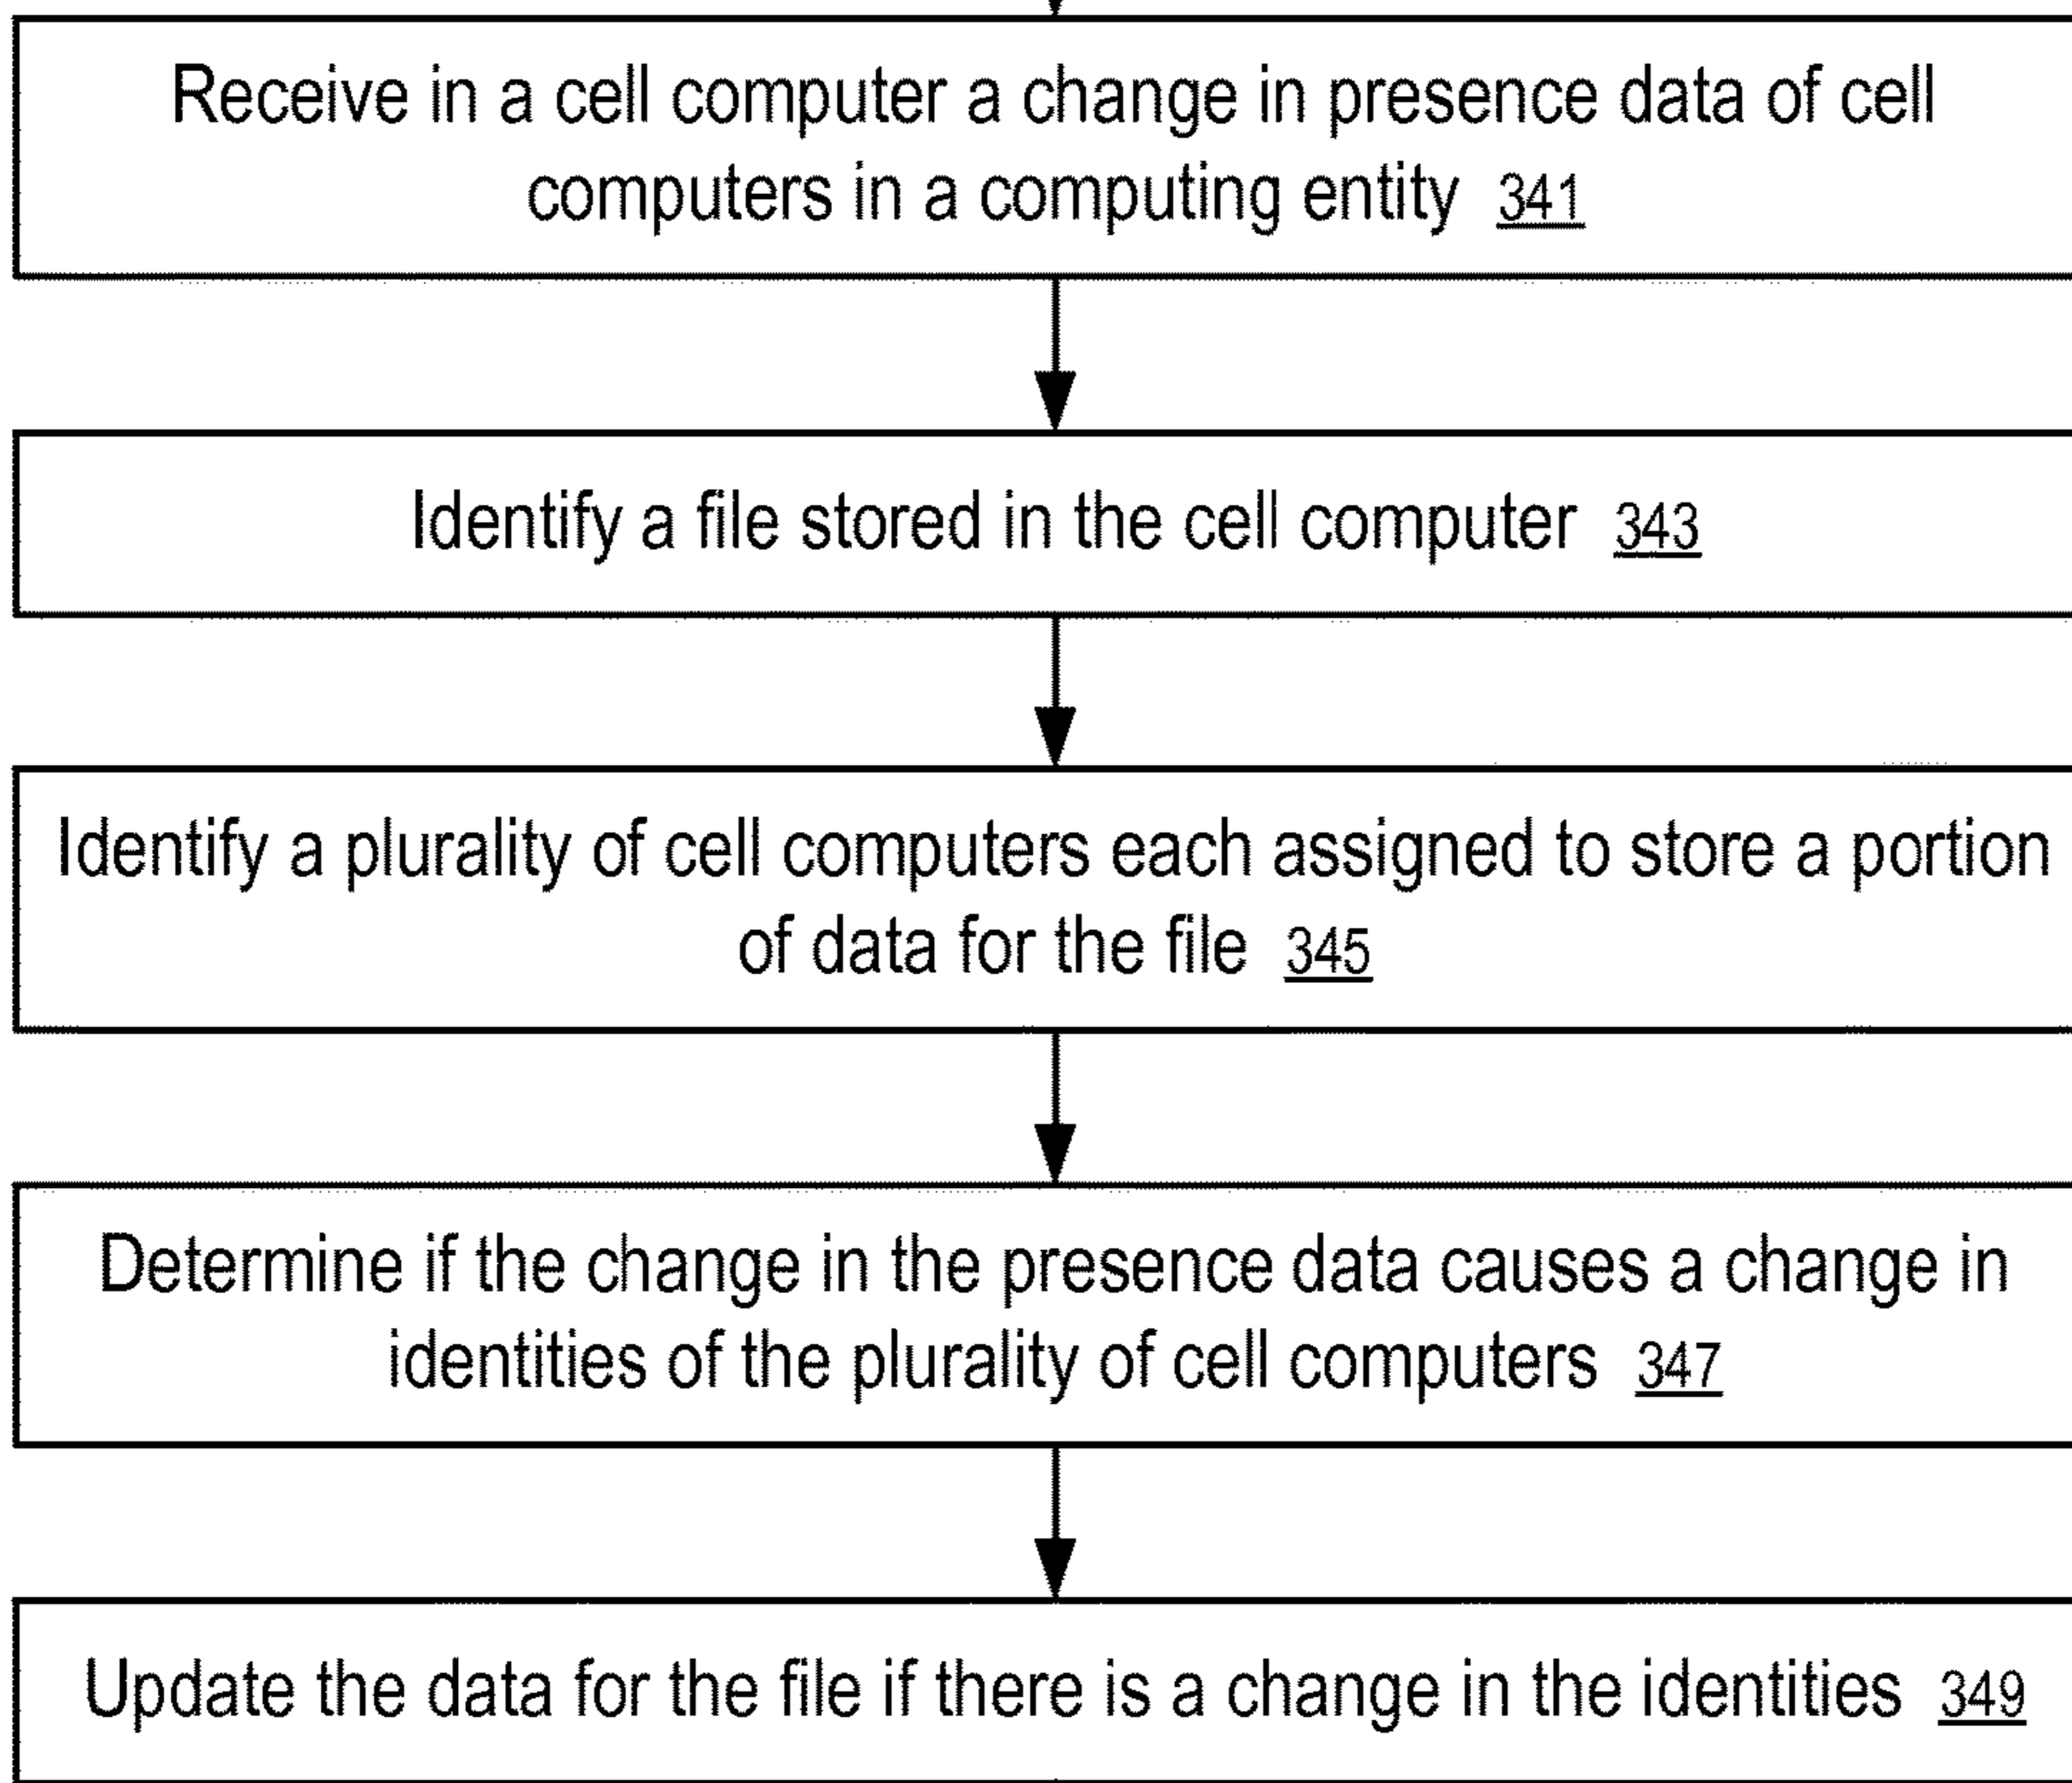 Receive in a cell computer a change in presence data of cell
computers in a computing entity 341
Identify a file stored in the cell computer 343
Identify a plurality of cell computers each assigned to store a portion
of data for the file 345
Determine if the change in the presence data causes a change in
identities of the plurality of cell computers 347
Update the data for the file if there is a change in the identities 349